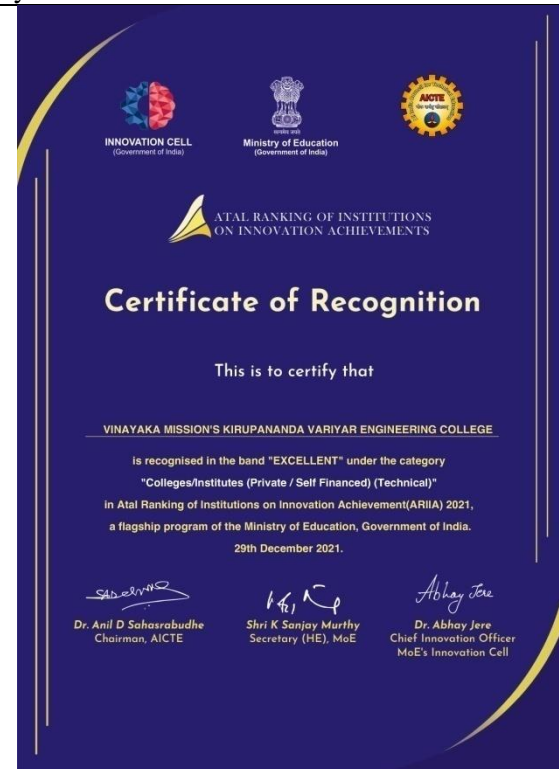 INNOVATION CELL
(Government of India)
Ministry of Education
(Government of India)
AICTE
ATAL RANKING OF INSTITUTIONS
ON INNOVATION ACHIEVEMENTS
Certificate of Recognition
This is to certify that
VINAYAKA MISSION'S KIRUPANANDA VARIYAR ENGINEERING COLLEGE
is recognised in the band "EXCELLENT" under the category
"Colleges/Institutes (Private / Self Financed) (Technical)"
in Atal Ranking of Institutions on Innovation Achievement(ARIIA) 2021,
a flagship program of the Ministry of Education, Government of India.
29th December 2021.
Abhay Jere
Dr. Anil D Sahasrabudhe
Chairman, AICTE
Shri K Sanjay Murthy
Secretary (HE), MoE
Dr. Abhay Jere
Chief Innovation Officer
MoE's Innovation Cell